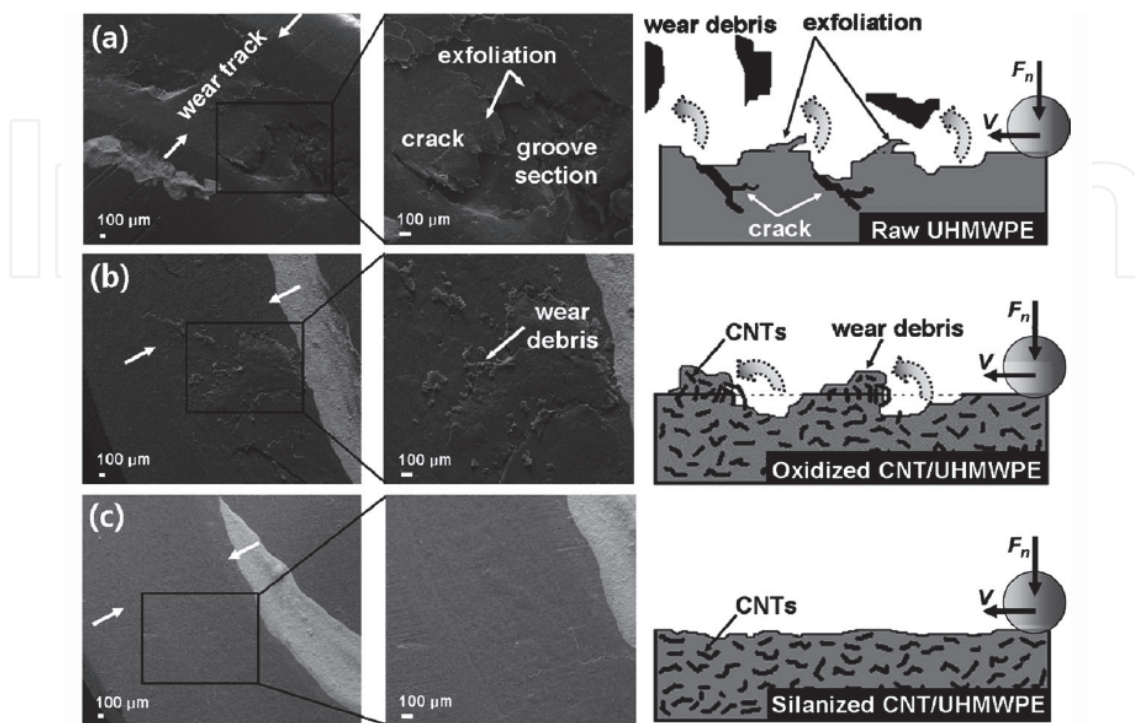 (a)
wear track
100 µm
exfoliation
crack
groove
section
100 µm
wear debris
exfoliation
Fn
V
crack
Raw UHMWPE
(b)
100 µm
wear
debris
100 µm
CNTs
wear debris
Fn
V
Oxidized CNT/UHMWPE
(c)
100 µm
100 µm
CNTs
Fn
V
Silanized CNT/UHMWPE